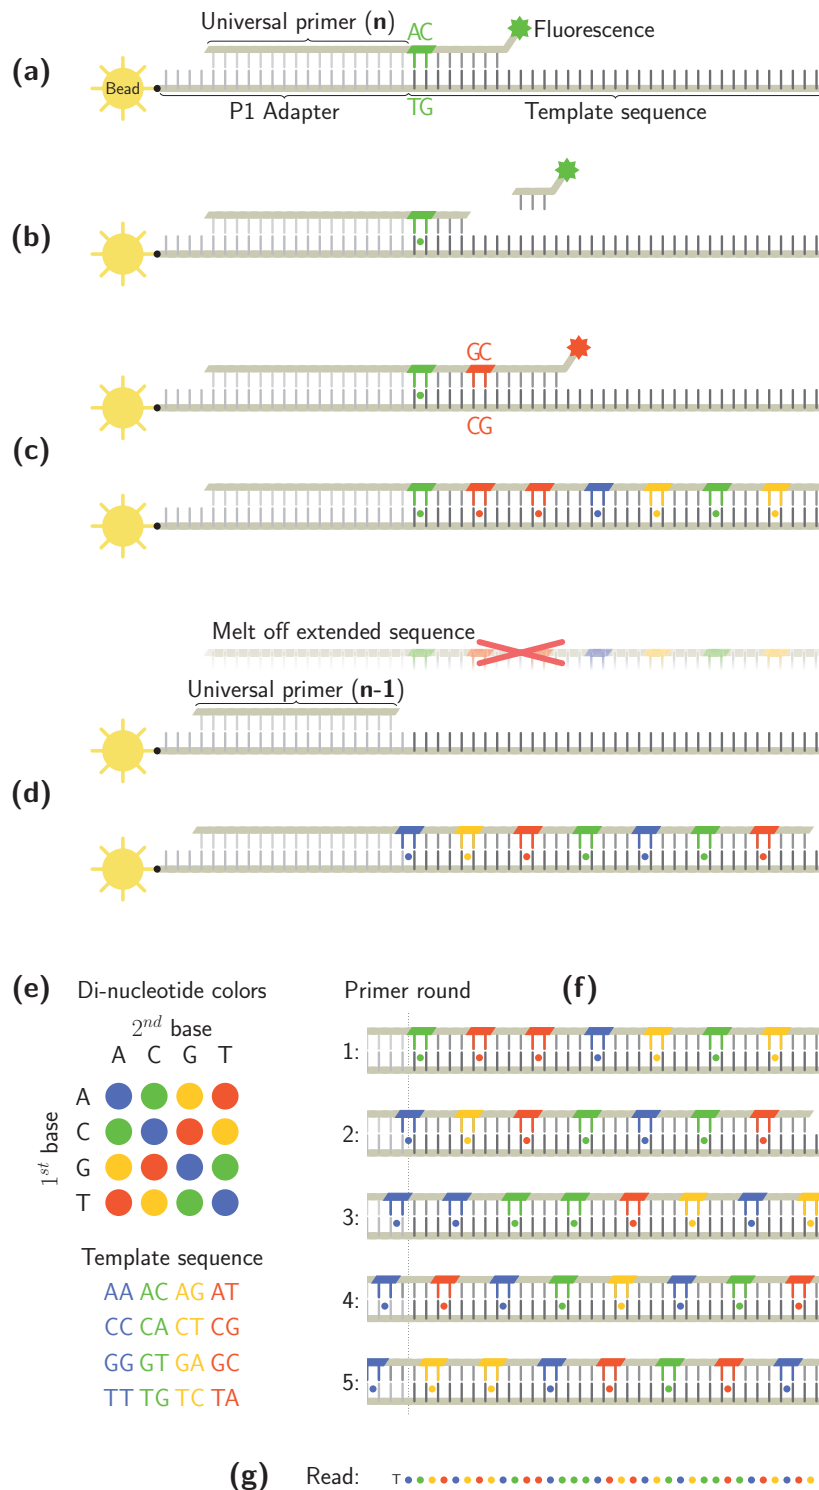 Universal primer (n)
AC
Fluorescence
(a)
Bead
P1 Adapter
TG
Template sequence
(b)
GC
CG
(c)
Melt off extended sequence
Universal primer (n-1)
(d)
(e)
Di-nucleotide colors
2nd base
A C G T
1st base
A
C
G
T
Template sequence
AA AC AG AT
CC CA CT CG
GG GT GA GC
TT TG TC TA
Primer round
(f)
1:
2:
3:
4:
5:
(g)
Read:
T